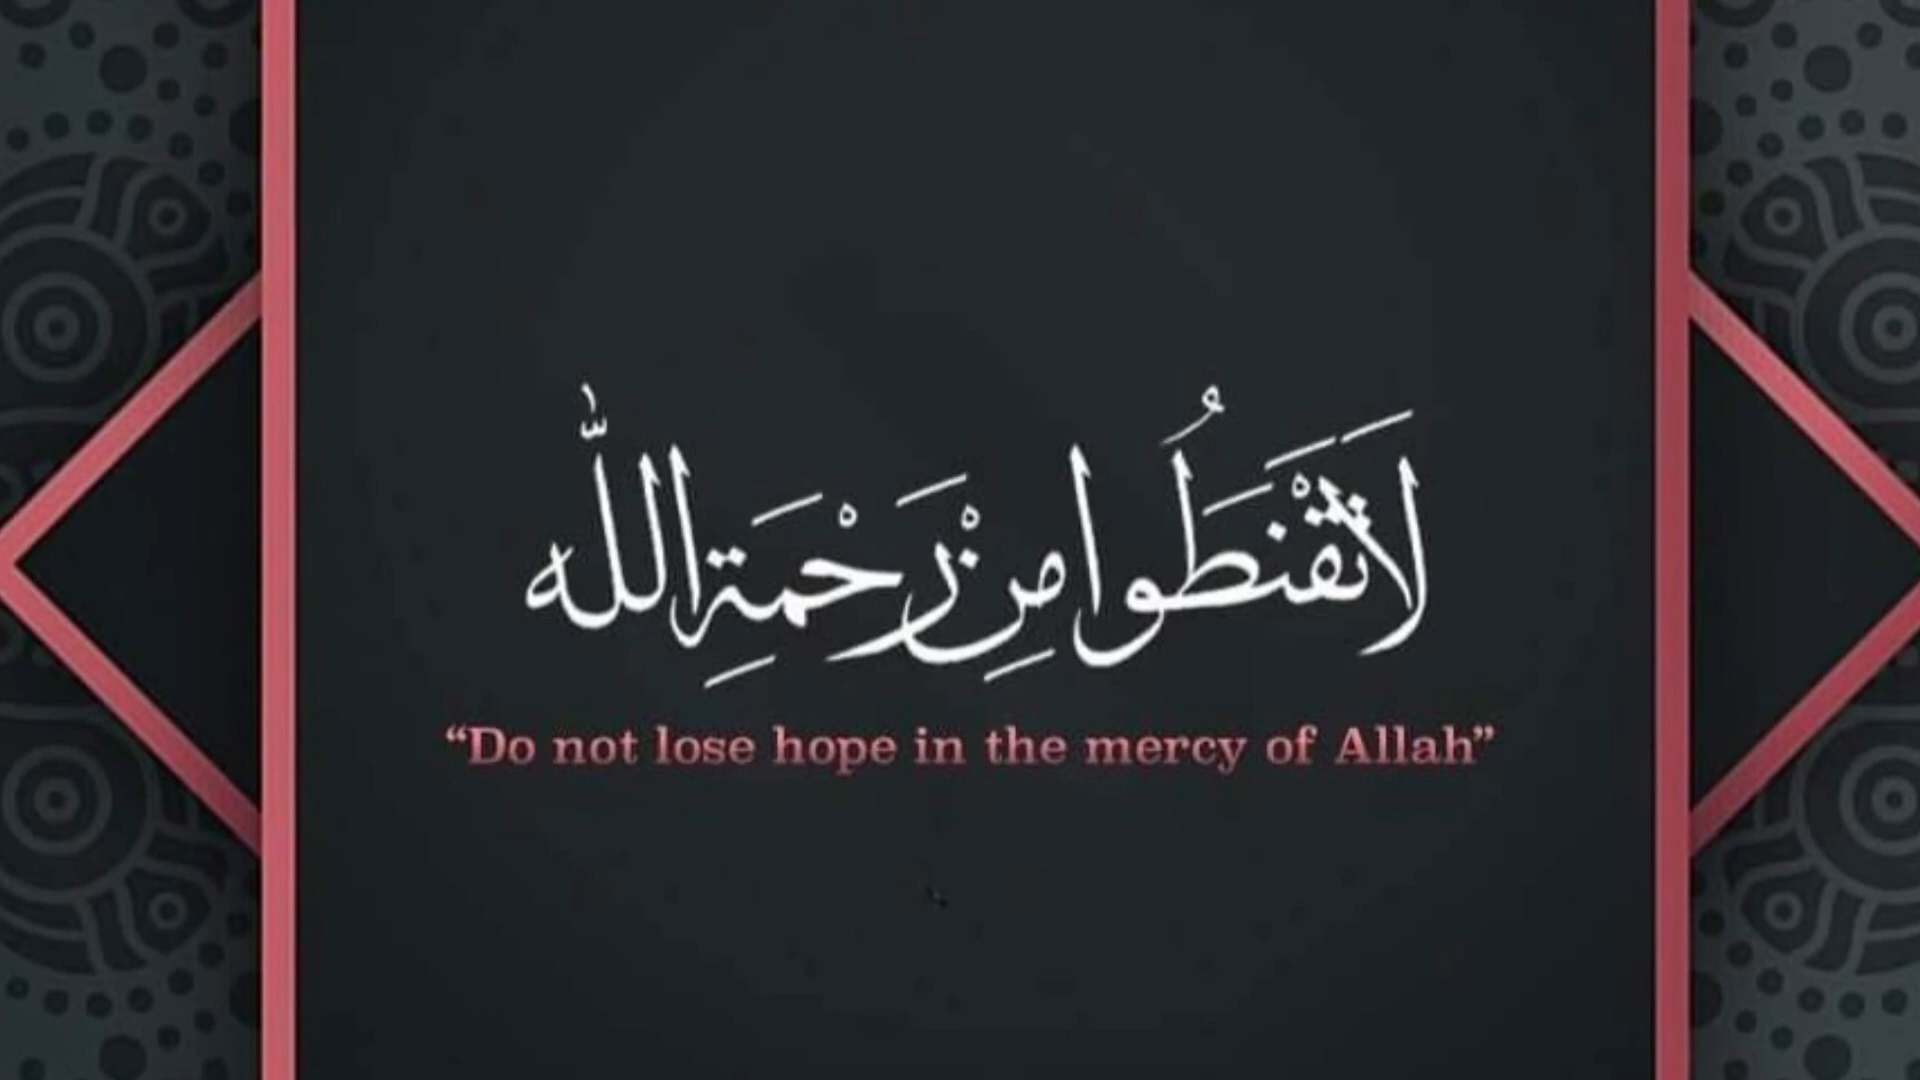 لَا تَقْنَطُوا مِنْ رَحْمَةِ اللّٰه
“Do not lose hope in the mercy of Allah”